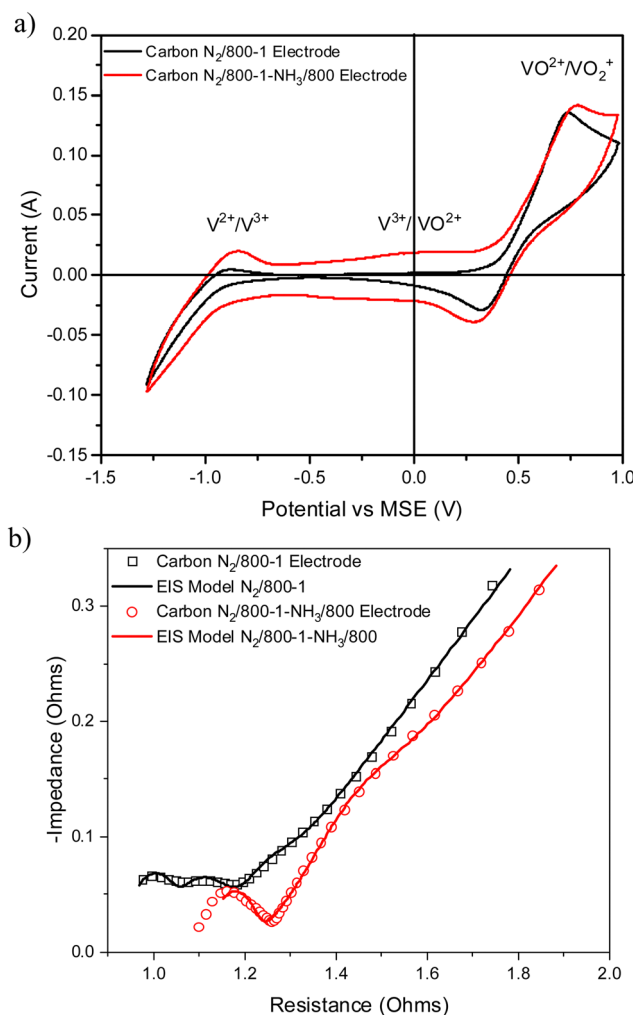 a)
0.20
0.15
0.10
0.05
0.00
-0.05
-0.10
-0.15
Current (A)
Carbon N₂/800-1 Electrode
Carbon N₂/800-1-NH₃/800 Electrode
VO²⁺/VO₂⁺
V²⁺/V³⁺
V³⁺/ VO²⁺
-1.5 -1.0 -0.5 0.0 0.5 1.0
Potential vs MSE (V)
b)
Carbon N₂/800-1 Electrode
EIS Model N₂/800-1
Carbon N₂/800-1-NH₃/800 Electrode
EIS Model N₂/800-1-NH₃/800
0.3
0.2
0.1
0.0
-Impedance (Ohms)
1.0 1.2 1.4 1.6 1.8 2.0
Resistance (Ohms)